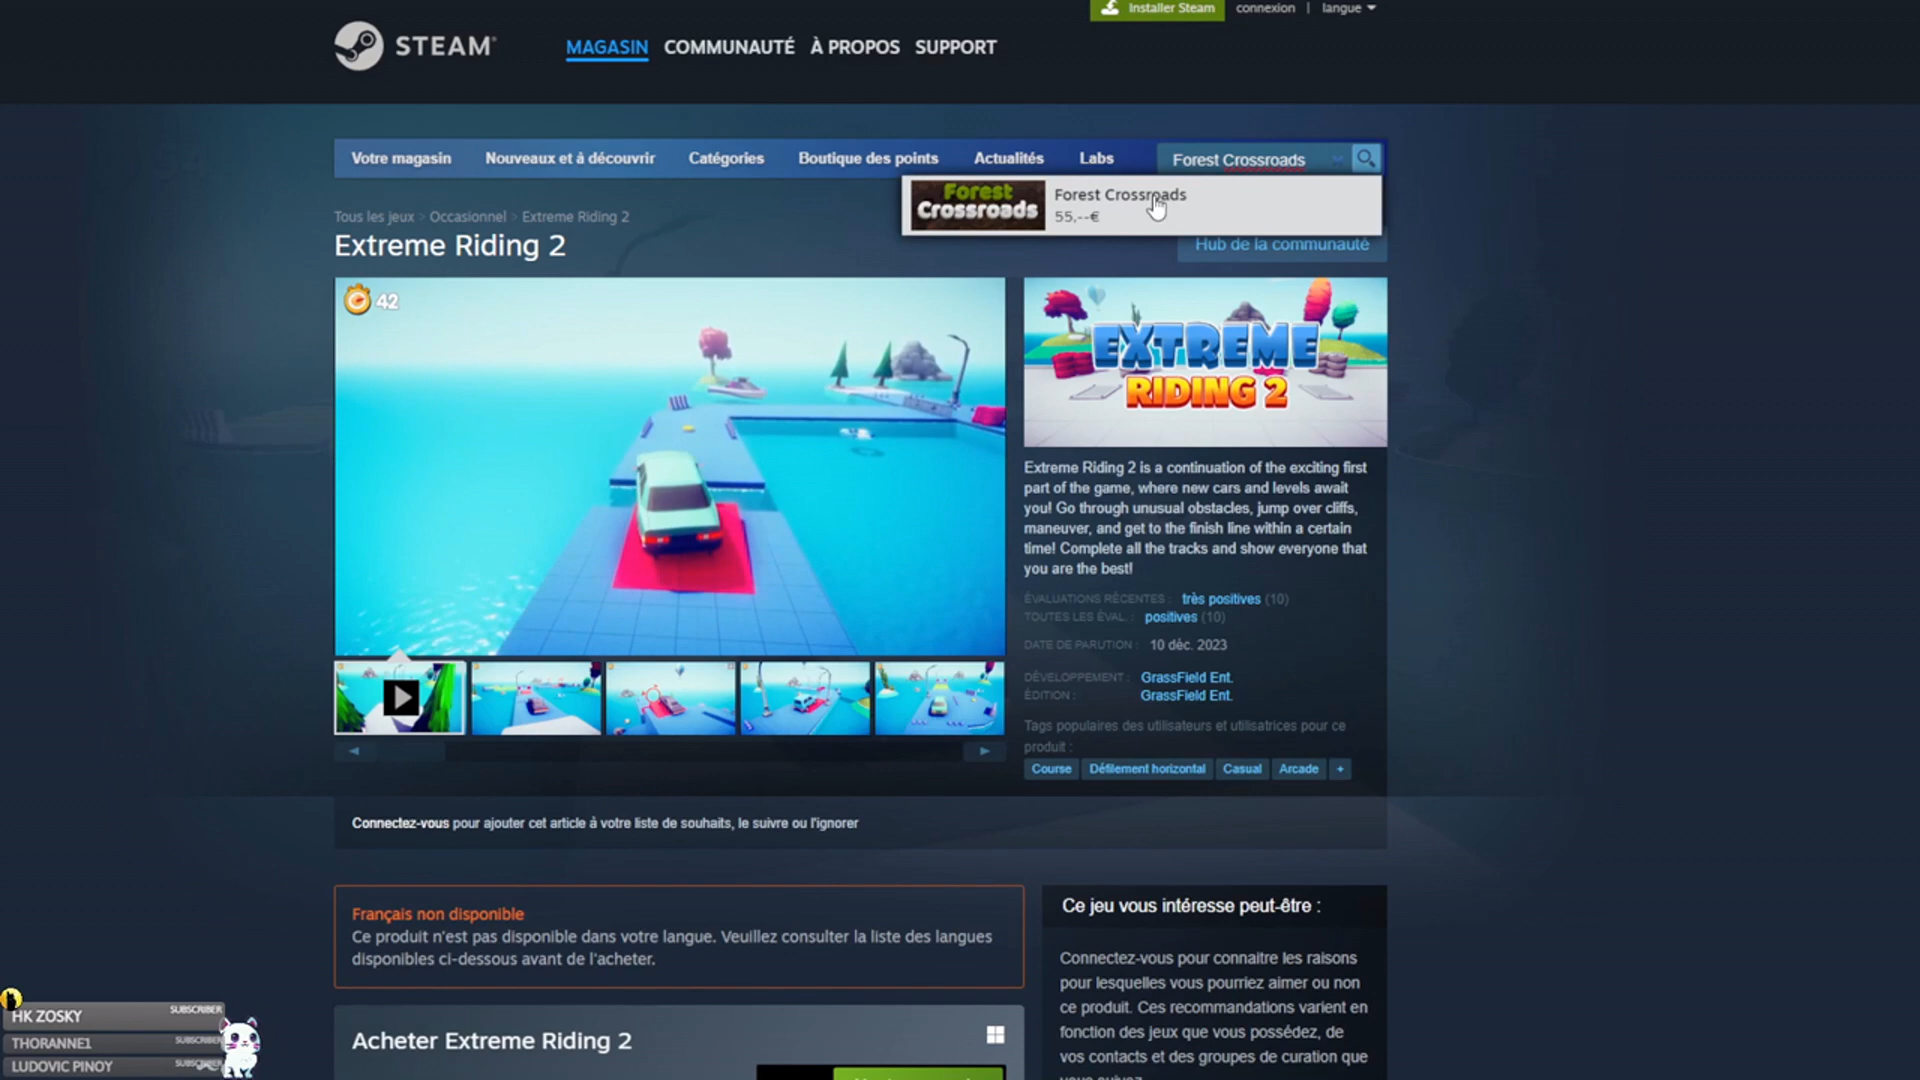 Installer Steam connexion | langue
STEAM MAGASIN COMMUNAUTÉ À PROPOS SUPPORT
Votre magasin Nouveaux et à découvrir Catégories Boutique des points Actualités Labs Forest Crossroads
Forest Crossroads
Forest Crossroads
55,--€
Tous les jeux > Occasionnel > Extreme Riding 2
Extreme Riding 2
Hub de la communauté
42
EXTREME
RIDING 2
Extreme Riding 2 is a continuation of the exciting first
part of the game, where new cars and levels await
you! Go through unusual obstacles, jump over cliffs,
maneuver, and get to the finish line within a certain
time! Complete all the tracks and show everyone that
you are the best!
ÉVALUATIONS RÉCENTES : très positives (10)
TOUTES LES ÉVAL. : positives (10)
DATE DE PARUTION : 10 déc. 2023
DÉVELOPPEMENT : GrassField Ent.
ÉDITION : GrassField Ent.
Tags populaires des utilisateurs et utilisatrices pour ce
produit :
Course Défilement horizontal Casual Arcade +
Connectez-vous pour ajouter cet article à votre liste de souhaits, le suivre ou l'ignorer
Français non disponible
Ce produit n'est pas disponible dans votre langue. Veuillez consulter la liste des langues
disponibles ci-dessous avant de l'acheter.
Acheter Extreme Riding 2
Ce jeu vous intéresse peut-être :
Connectez-vous pour connaitre les raisons
pour lesquelles vous pourriez aimer ou non
ce produit. Ces recommandations varient en
fonction des jeux que vous possédez, de
vos contacts et des groupes de curation que
HK ZOSKY SUBSCRIBER
THORANNE1 SUBSCRIBER
LUDOVIC PINOY